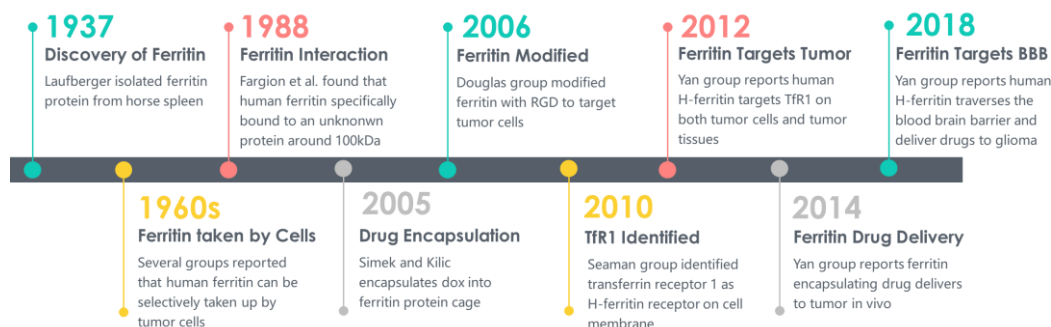 1937
Discovery of Ferritin
Laufberger isolated ferritin
protein from horse spleen
1988
Ferritin Interaction
Fargion et al. found that
human ferritin specifically
bound to an unknonwn
protein around 100kDa
2006
Ferritin Modified
Douglas group modified
ferritin with RGD to target
tumor cells
2012
Ferritin Targets Tumor
Yan group reports human
H-ferritin targets TfR1 on
both tumor cells and tumor
tissues
2018
Ferritin Targets BBB
Yan group reports human
H-ferritin traverses the
blood brain barrier and
deliver drugs to glioma
1960s
Ferritin taken by Cells
Several groups reported
that human ferritin can be
selectively taken up by
tumor cells
2005
Drug Encapsulation
Simek and Kilic
encapsulates dox into
ferritin protein cage
2010
TfR1 Identified
Seaman group identified
transferrin receptor 1 as
H-ferritin receptor on cell
membrane
2014
Ferritin Drug Delivery
Yan group reports ferritin
encapsulating drug delivers
to tumor in vivo